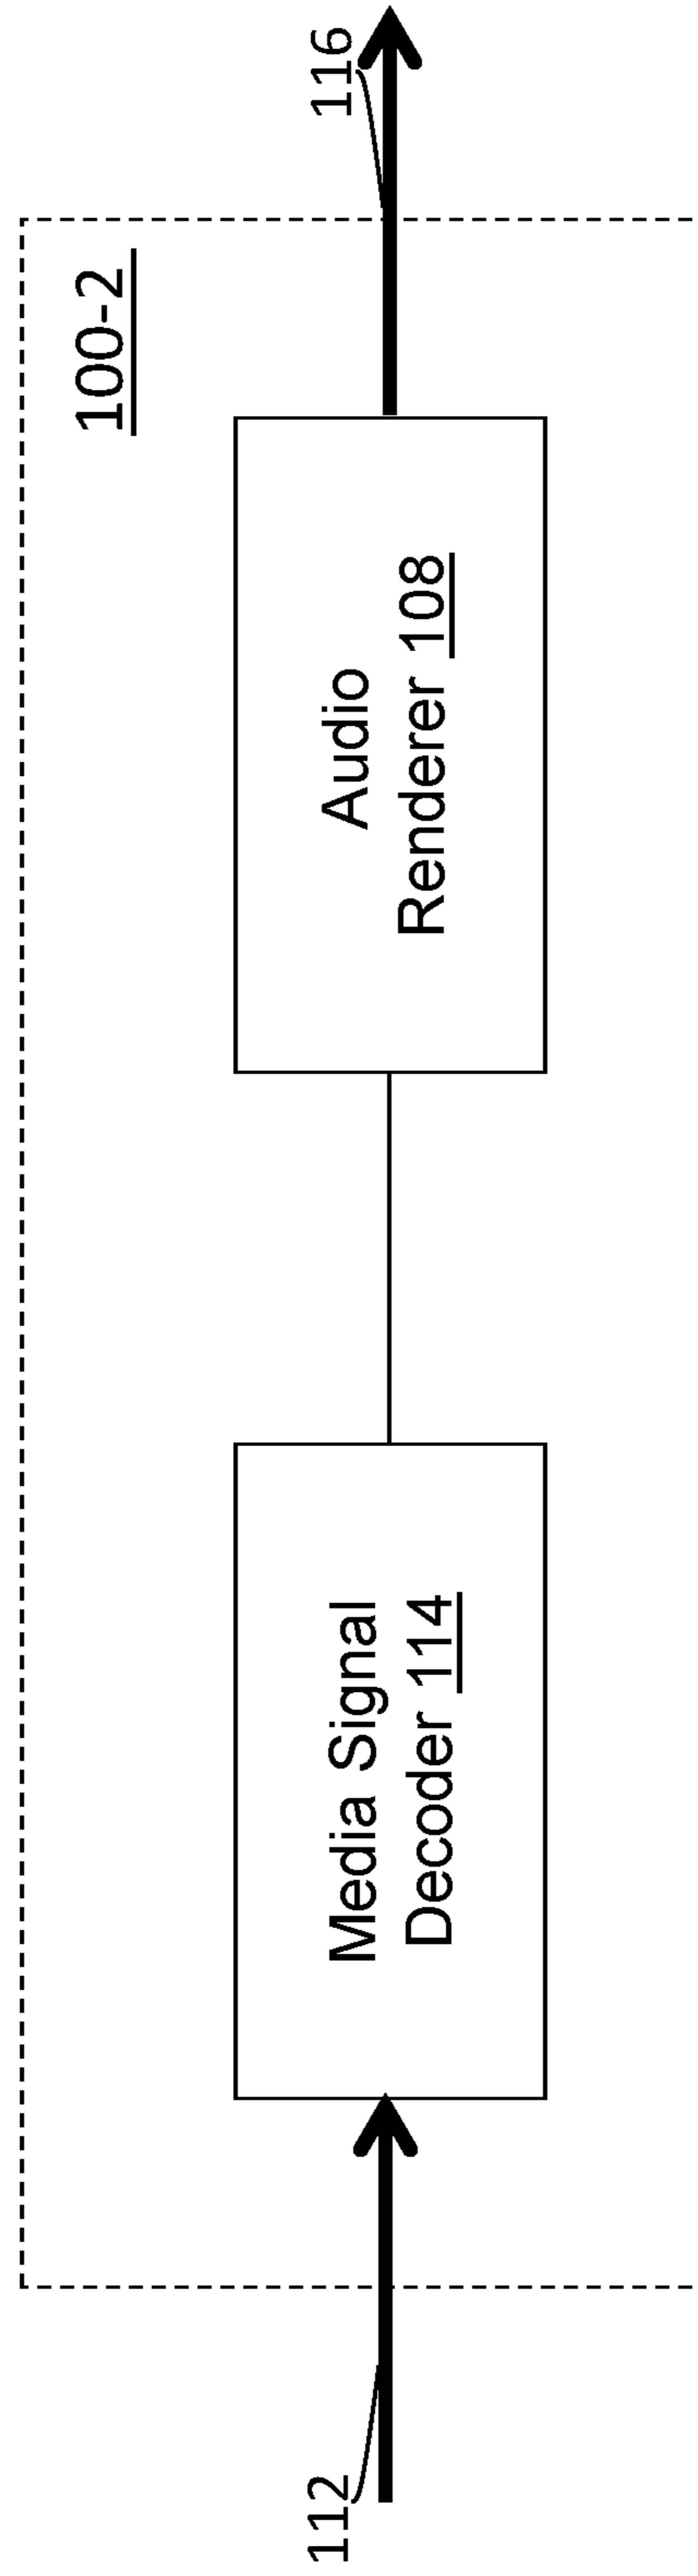 100-2
112
Media Signal
Decoder 114
Audio
Renderer 108
116